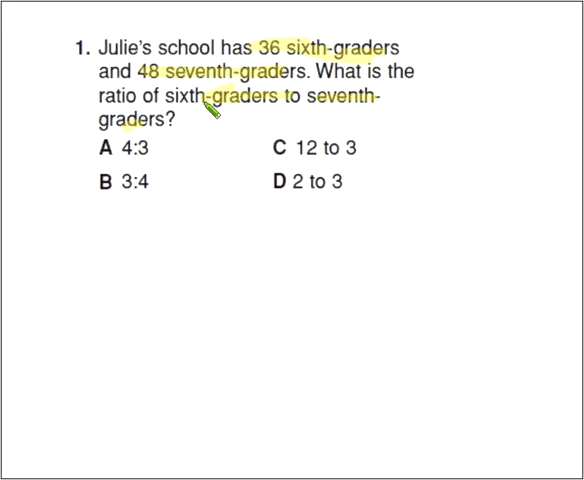 1. Julie's school has 36 sixth-graders
and 48 seventh-graders. What is the
ratio of sixth-graders to seventh-
graders?
A 4:3 C 12 to 3
B 3:4 D 2 to 3